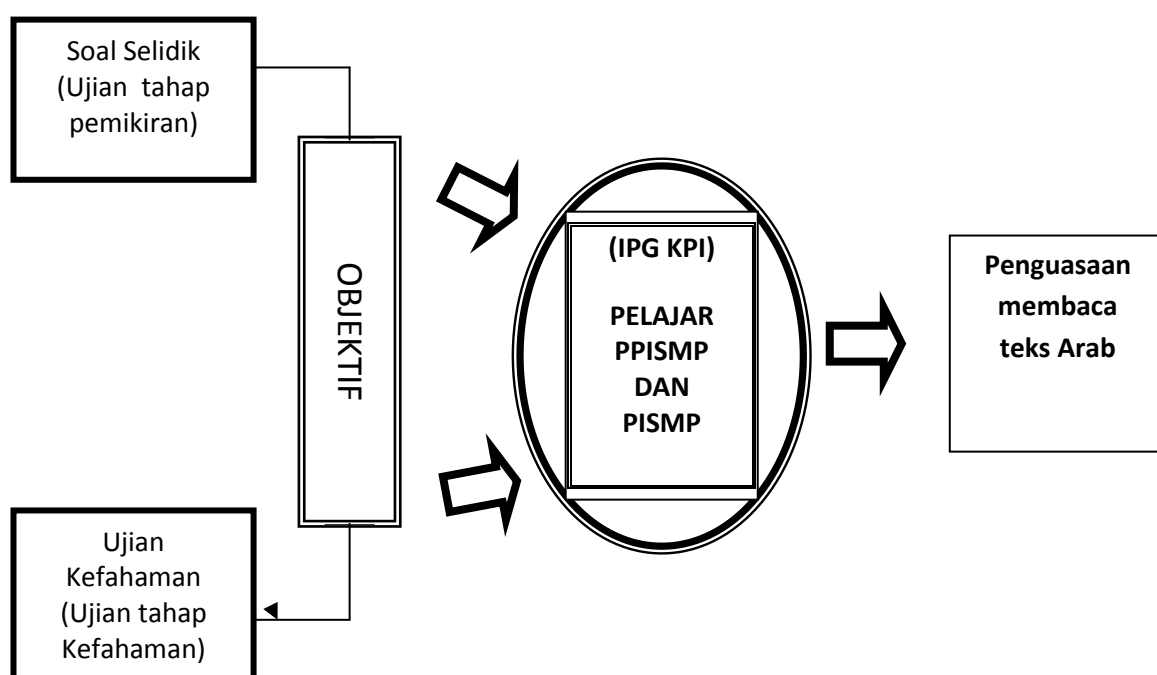 Soal Selidik
(Ujian tahap
pemikiran)
OBJEKTIF
Ujian
Kefahaman
(Ujian tahap
Kefahaman)
(IPG KPI)
PELAJAR
PPISMP
DAN
PISMP
Penguasaan
membaca
teks Arab